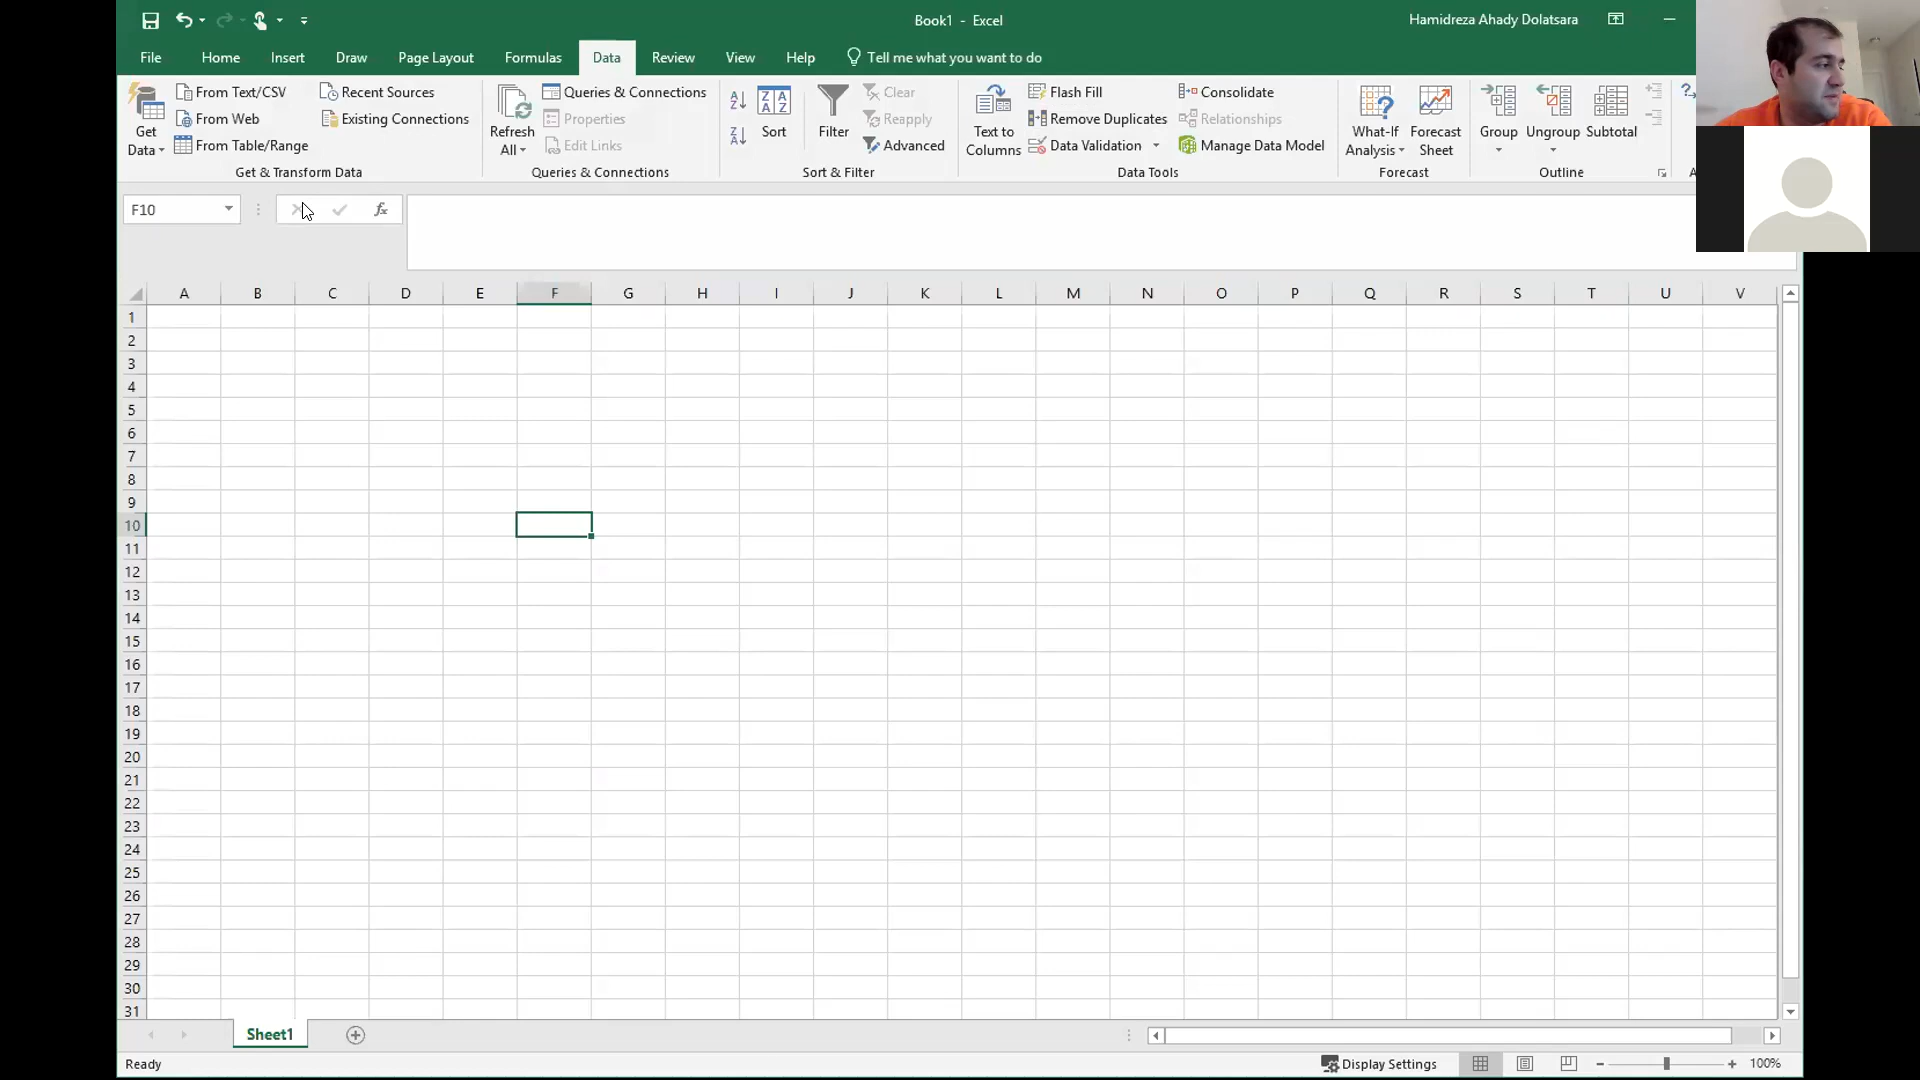 Book1 - Excel
Hamidreza Ahady Dolatsara
File Home Insert Draw Page Layout Formulas Data Review View Help Tell me what you want to do
Get Data
From Text/CSV
From Web
From Table/Range
Recent Sources
Existing Connections
Get & Transform Data
Refresh All
Queries & Connections
Properties
Edit Links
Queries & Connections
Sort
Filter
Clear
Reapply
Advanced
Sort & Filter
Text to Columns
Flash Fill
Remove Duplicates
Data Validation
Consolidate
Relationships
Manage Data Model
Data Tools
What-If Analysis
Forecast Sheet
Forecast
Group
Ungroup
Subtotal
Outline
F10
fx
A B C D E F G H I J K L M N O P Q R S T U V
1
2
3
4
5
6
7
8
9
10
11
12
13
14
15
16
17
18
19
20
21
22
23
24
25
26
27
28
29
30
31
Sheet1
Ready
Display Settings
100%